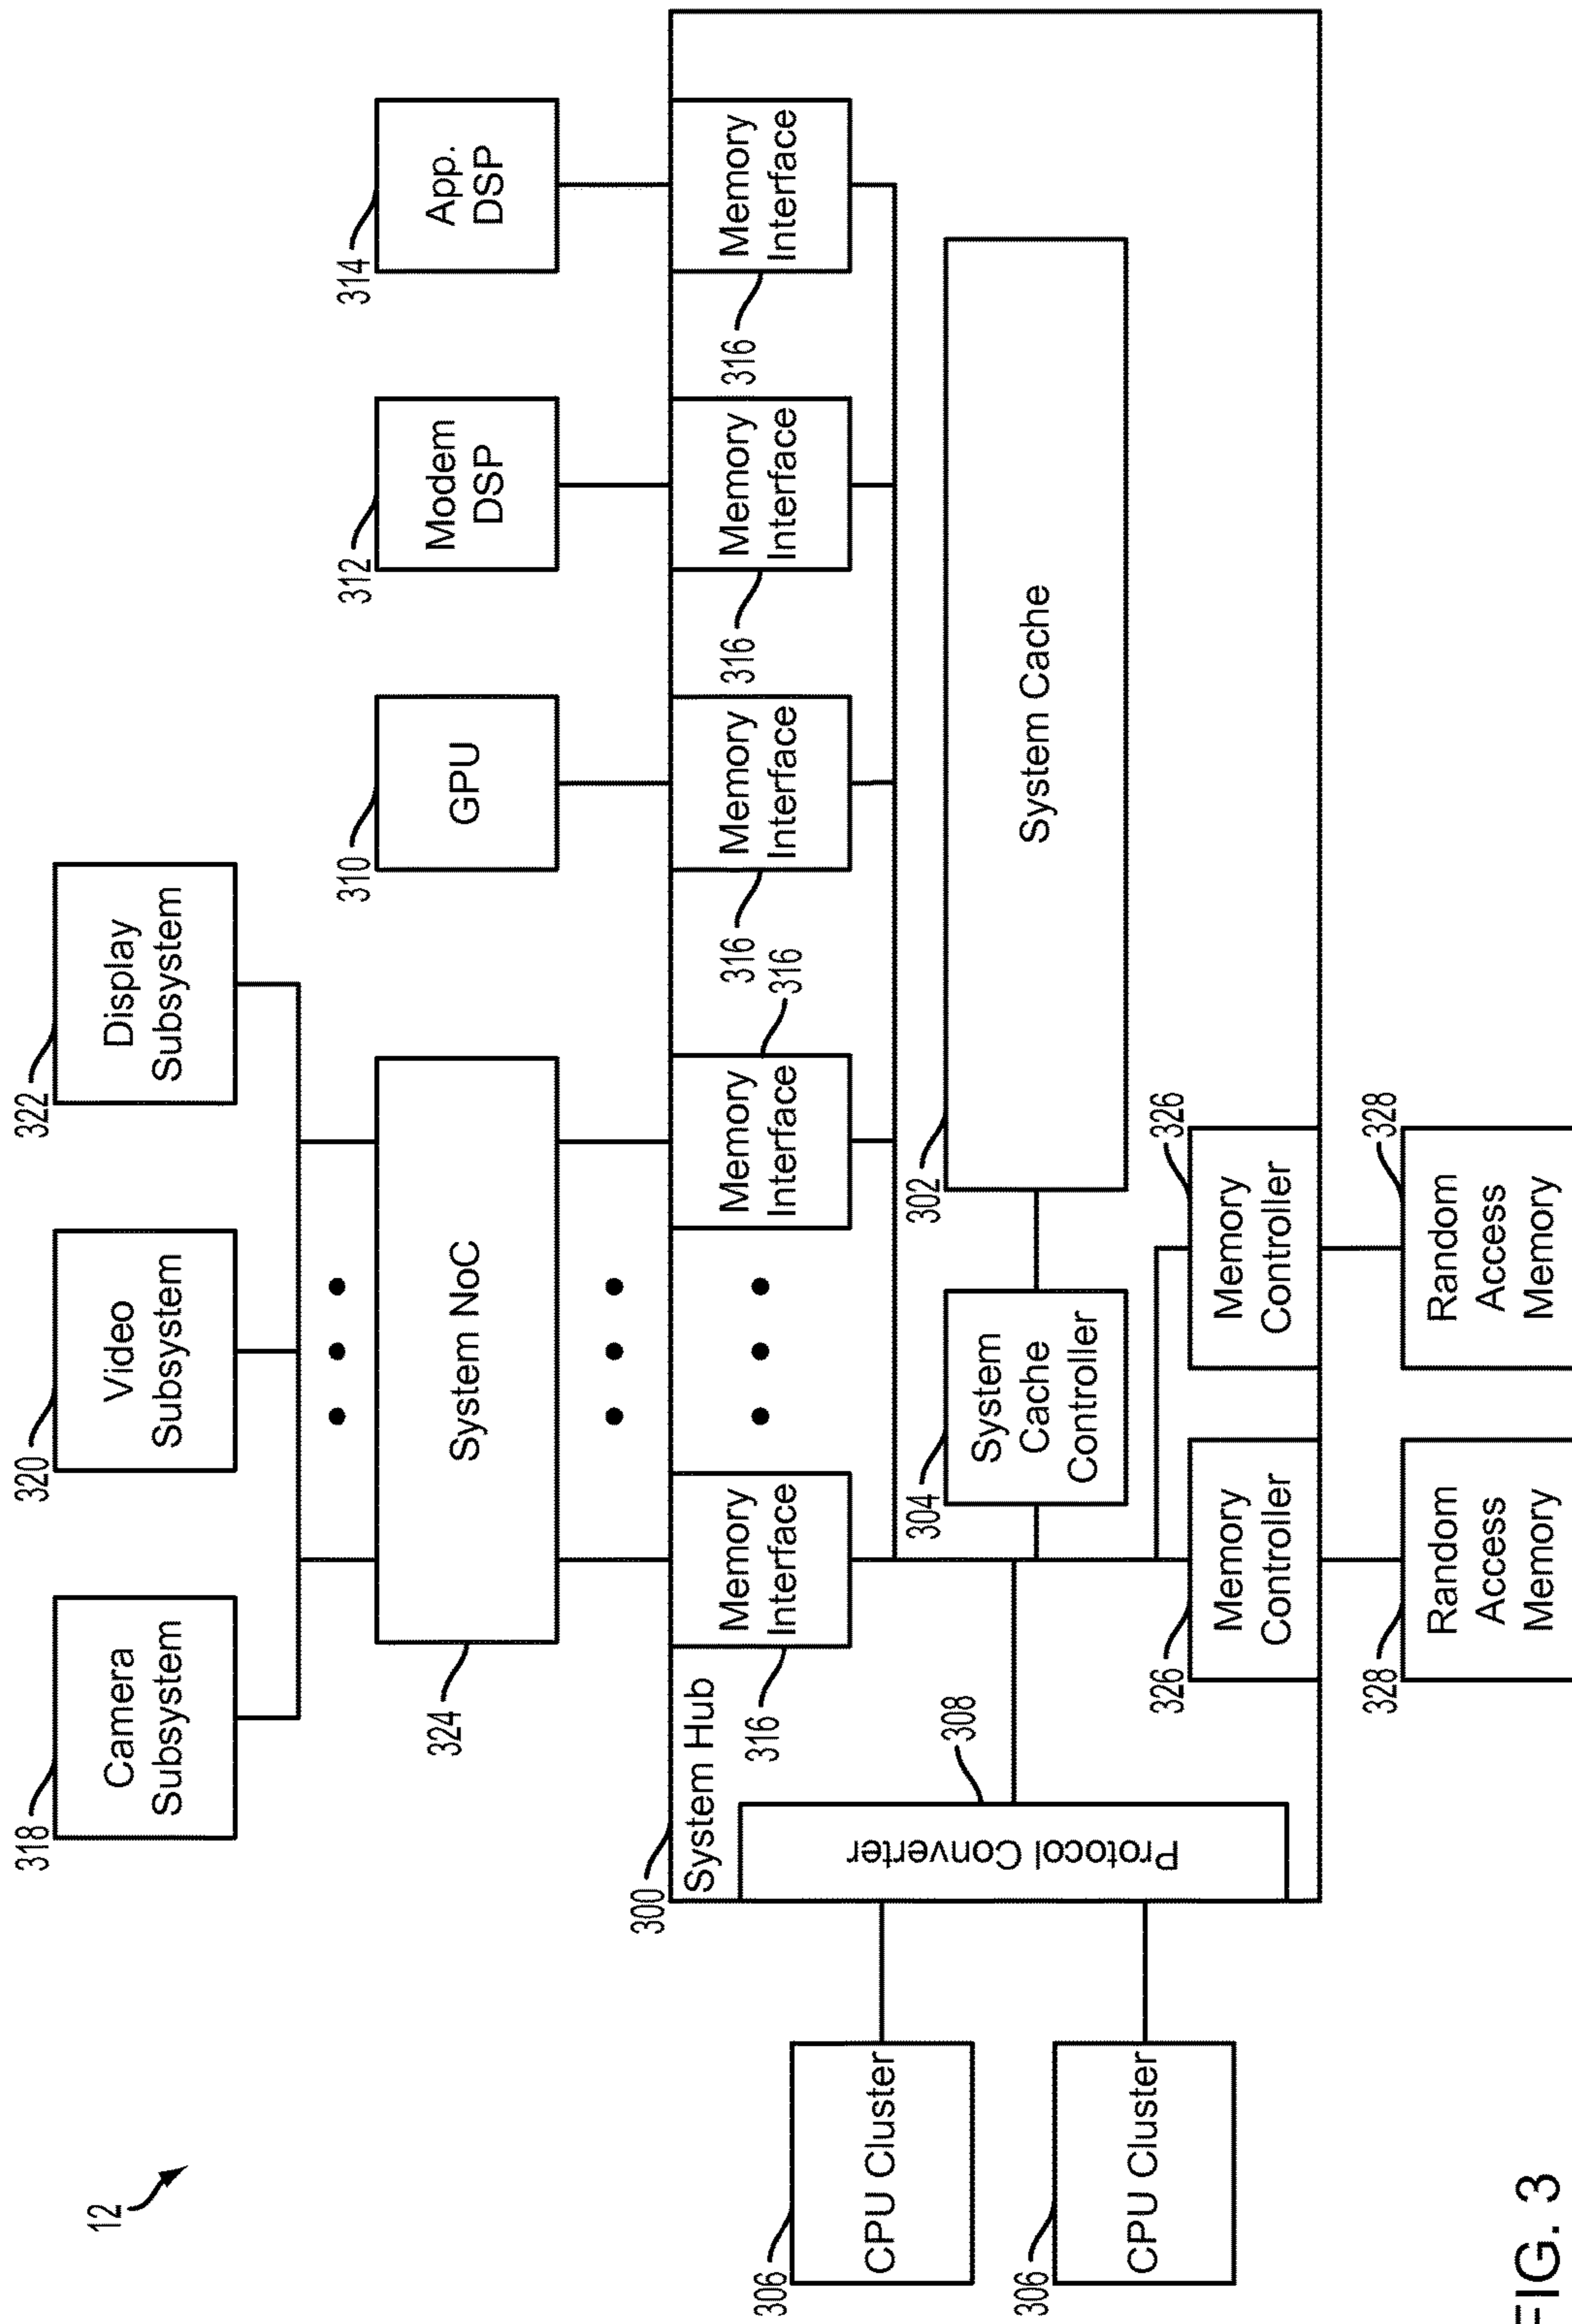 12
318
Camera
Subsystem
320
Video
Subsystem
322
Display
Subsystem
324
System NoC
310
GPU
312
Modem
DSP
314
App.
DSP
300
System Hub
Memory
Interface
316
Memory
Interface
316
Memory
Interface
316
Memory
Interface
316
Memory
Interface
316
306
CPU Cluster
306
CPU Cluster
Protocol Converter
308
304
System
Cache
Controller
302
System Cache
326
Memory
Controller
326
Memory
Controller
328
Random
Access
Memory
328
Random
Access
Memory
FIG. 3